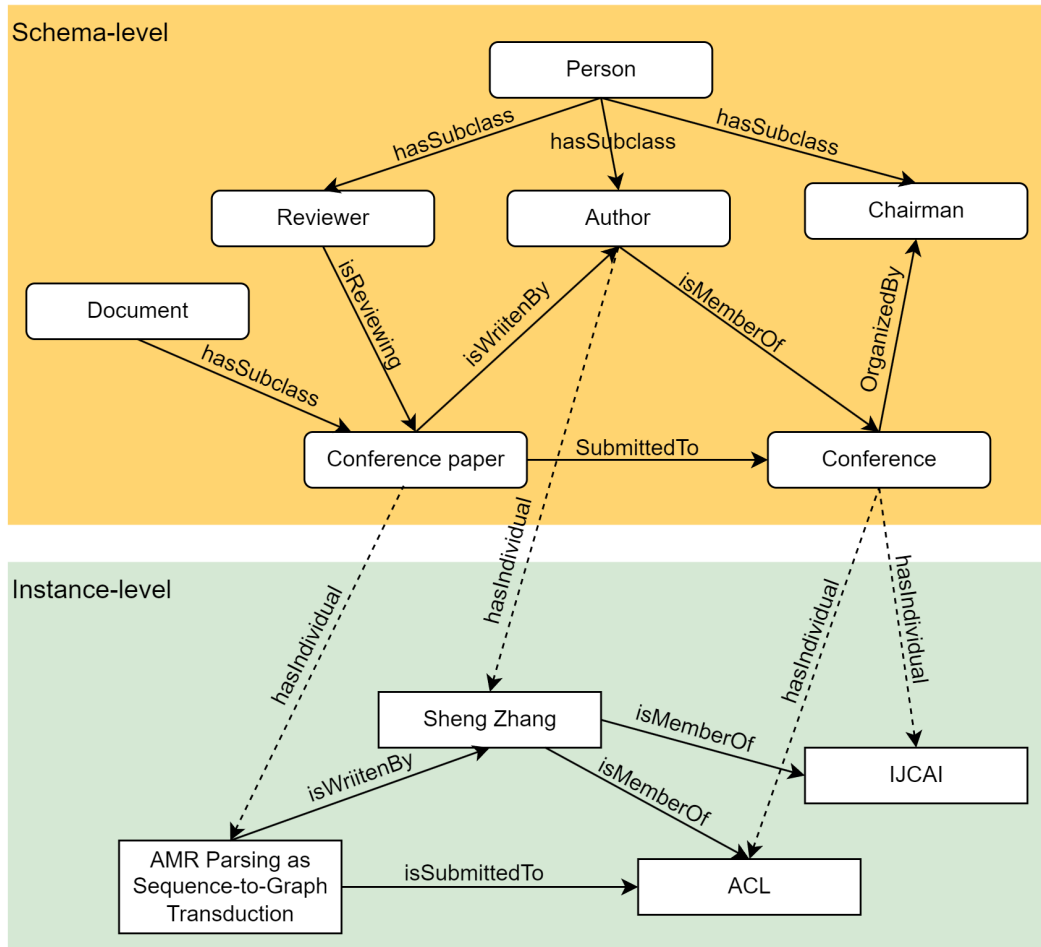 Schema-level
Person
hasSubclass
hasSubclass
hasSubclass
Reviewer
Author
Chairman
Document
isReviewing
isWriitenBy
isMemberOf
OrganizedBy
hasSubclass
Conference paper
SubmittedTo
Conference
Instance-level
hasIndividual
hasIndividual
hasIndividual
hasIndividual
Sheng Zhang
isMemberOf
IJCAI
isWriitenBy
isMemberOf
AMR Parsing as
Sequence-to-Graph
Transduction
isSubmittedTo
ACL